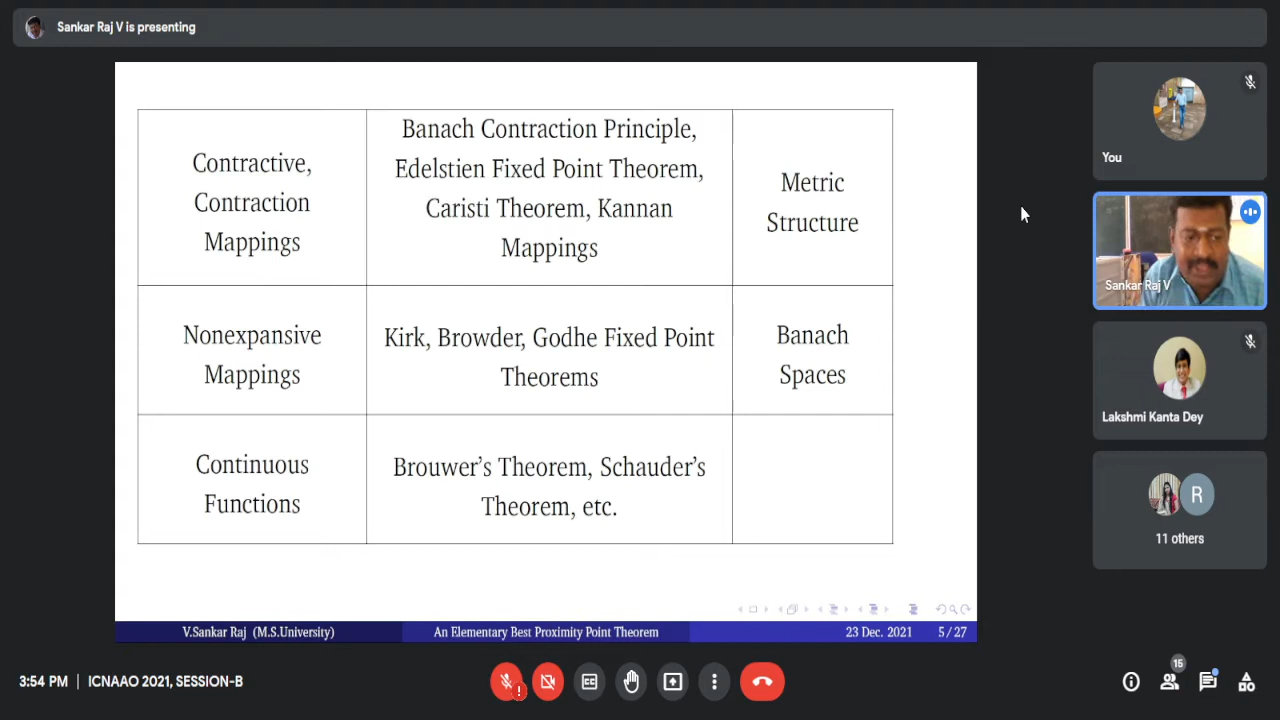 Sankar Raj V is presenting
Contractive,
Contraction
Mappings
Banach Contraction Principle,
Edelstien Fixed Point Theorem,
Caristi Theorem, Kannan
Mappings
Metric
Structure
Nonexpansive
Mappings
Kirk, Browder, Godhe Fixed Point
Theorems
Banach
Spaces
Continuous
Functions
Brouwer's Theorem, Schauder's
Theorem, etc.
V.Sankar Raj (M.S.University)
An Elementary Best Proximity Point Theorem
23 Dec. 2021
5 / 27
You
Sankar Raj V
Lakshmi Kanta Dey
R
11 others
3:54 PM | ICNAAO 2021, SESSION-B
CC
!
15